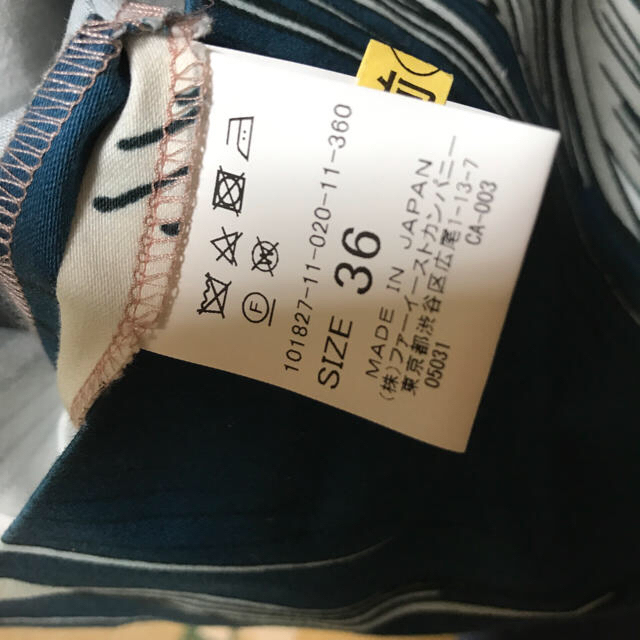 101827-11-020-11-360
SIZE 36
MADE IN JAPAN
(株)ファーイーストカンパニー
東京都渋谷区広尾1-13-7
05031 CA-003
F